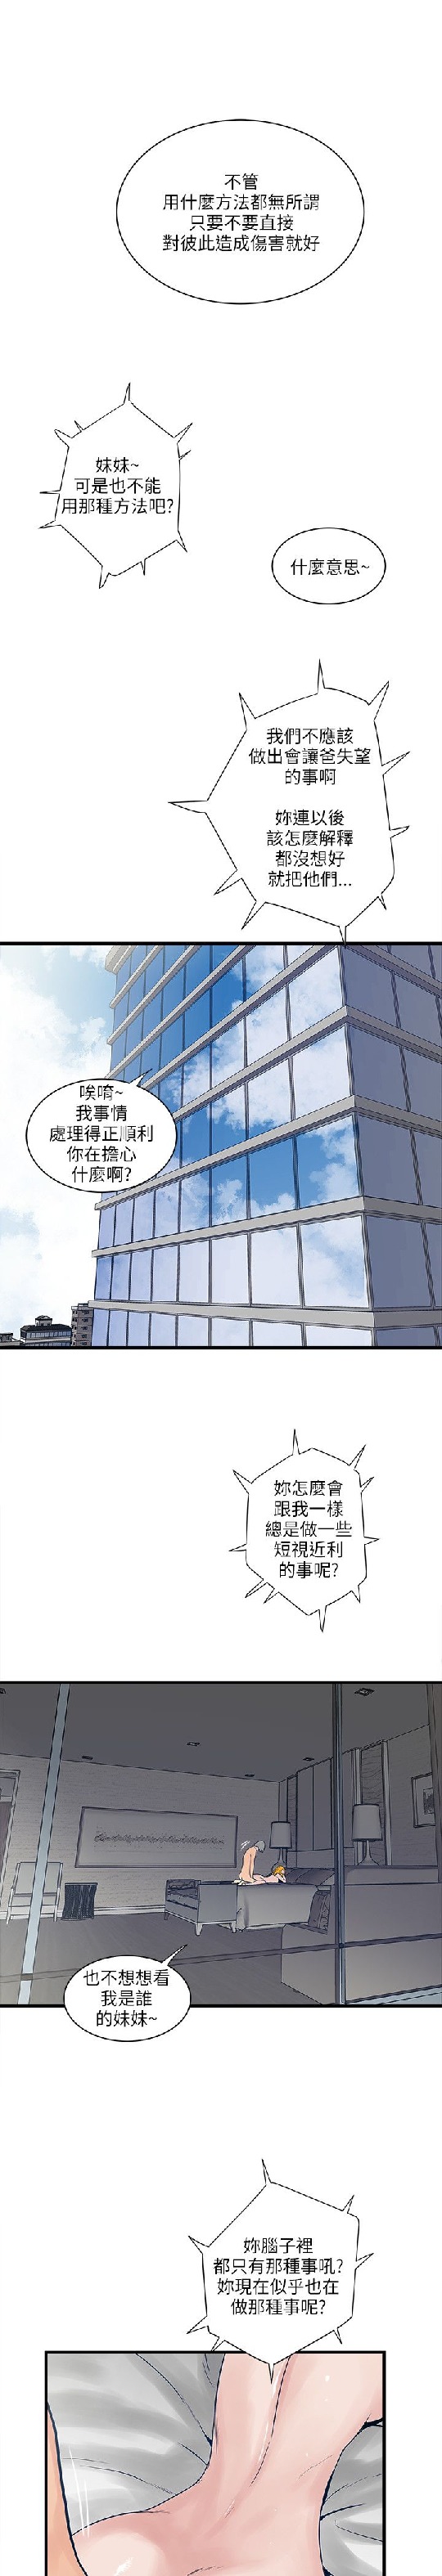 不管
用什麼方法都無所謂
只要不要直接
對彼此造成傷害就好
妹妹~
可是也不能
用那種方法吧?
什麼意思~
我們不應該
做出會讓爸失望
的事啊
妳連以後
該怎麼解釋
都沒想好
就把他們...
唉唷~
我事情
處理得正順利
你在擔心
什麼啊?
妳怎麼會
跟我一樣
總是做一些
短視近利
的事呢?
也不想想看
我是誰
的妹妹~
妳腦子裡
都只有那種事吼?
妳現在似乎也在
做那種事呢?